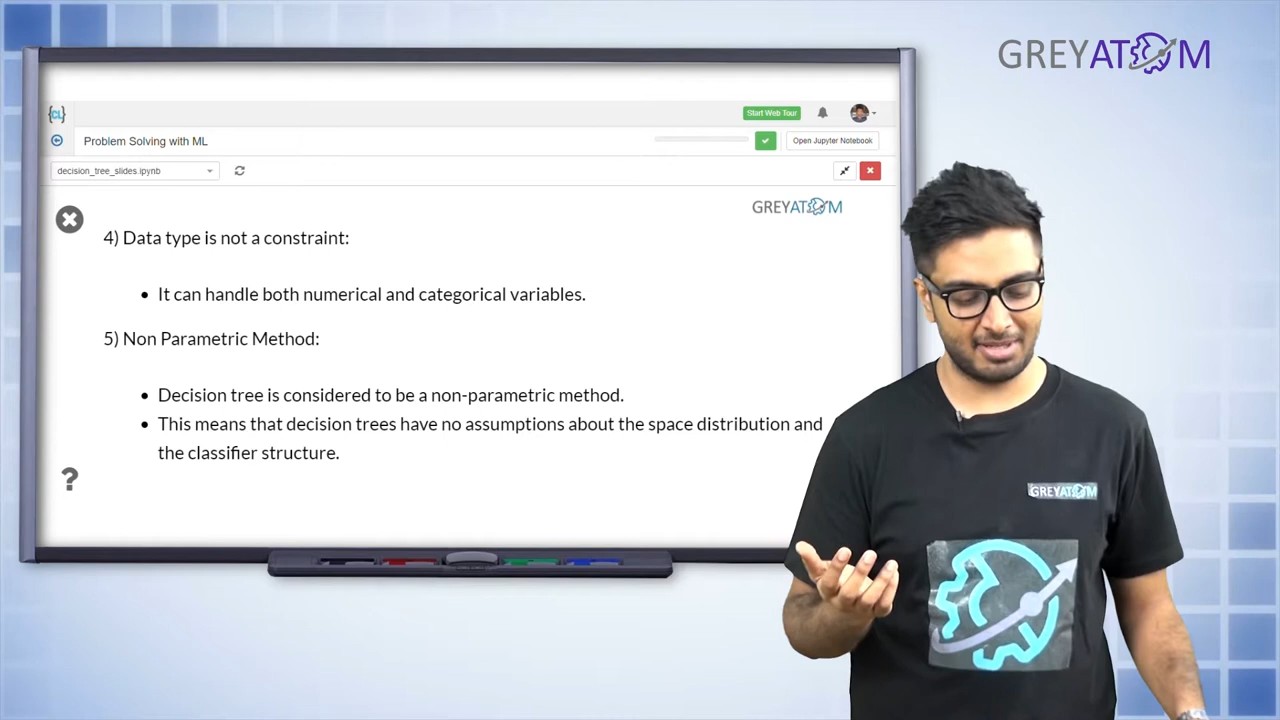 GREYATOM
{CL}
Start Web Tour
Problem Solving with ML
Open Jupyter Notebook
decision_tree_slides.ipynb
GREYATOM
4) Data type is not a constraint:
• It can handle both numerical and categorical variables.
5) Non Parametric Method:
• Decision tree is considered to be a non-parametric method.
• This means that decision trees have no assumptions about the space distribution and
the classifier structure.
?
GREYATOM